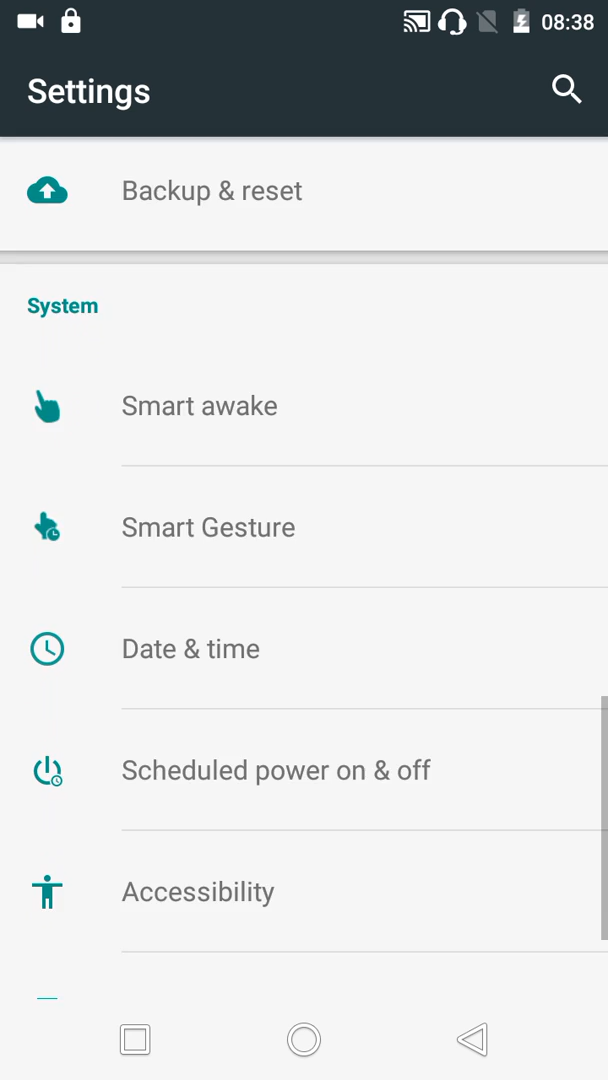 08:38
Settings
Backup & reset
System
Smart awake
Smart Gesture
Date & time
Scheduled power on & off
Accessibility